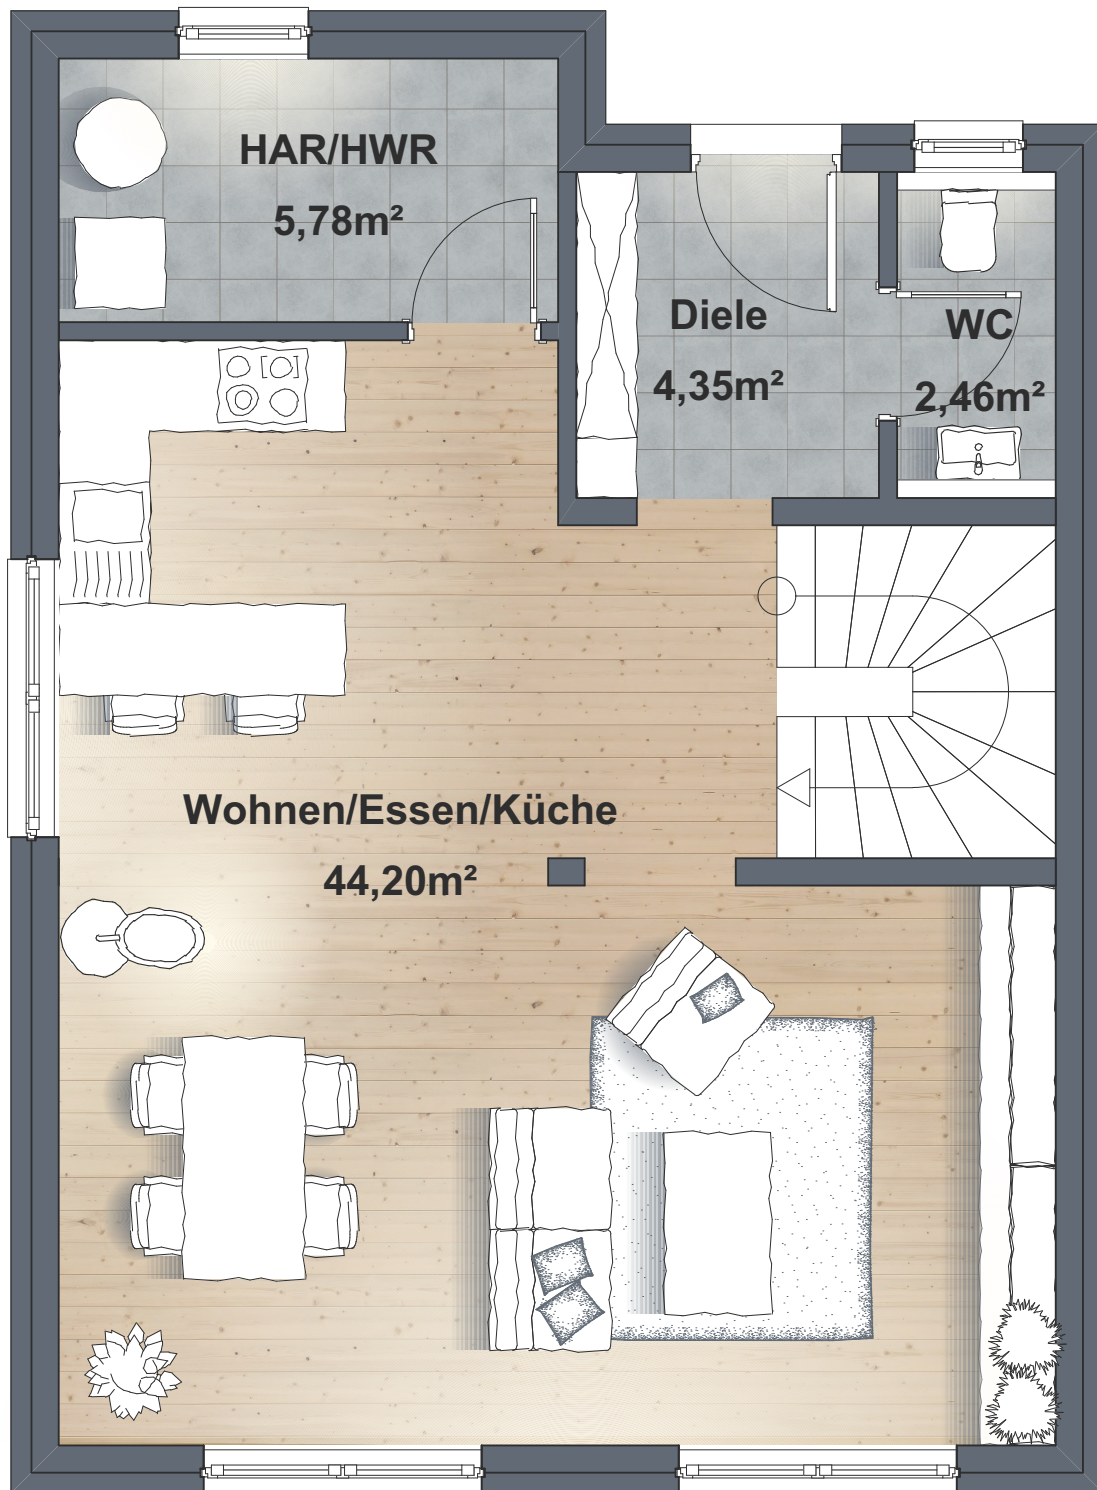 HAR/HWR
5,78m²
Diele
4,35m²
WC
2,46m²
Wohnen/Essen/Küche
44,20m²